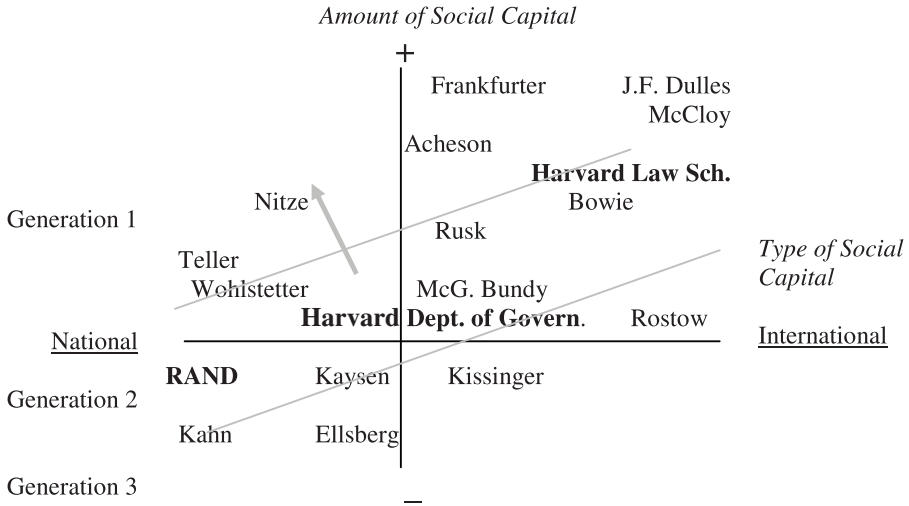 Amount of Social Capital
+
Frankfurter J.F. Dulles
McCloy
Acheson
Harvard Law Sch.
Nitze Bowie
Generation 1
Rusk
Type of Social
Capital
Teller
Wohlstetter McG. Bundy
Harvard Dept. of Govern. Rostow
National International
RAND Kaysen Kissinger
Generation 2
Kahn Ellsberg
Generation 3
–